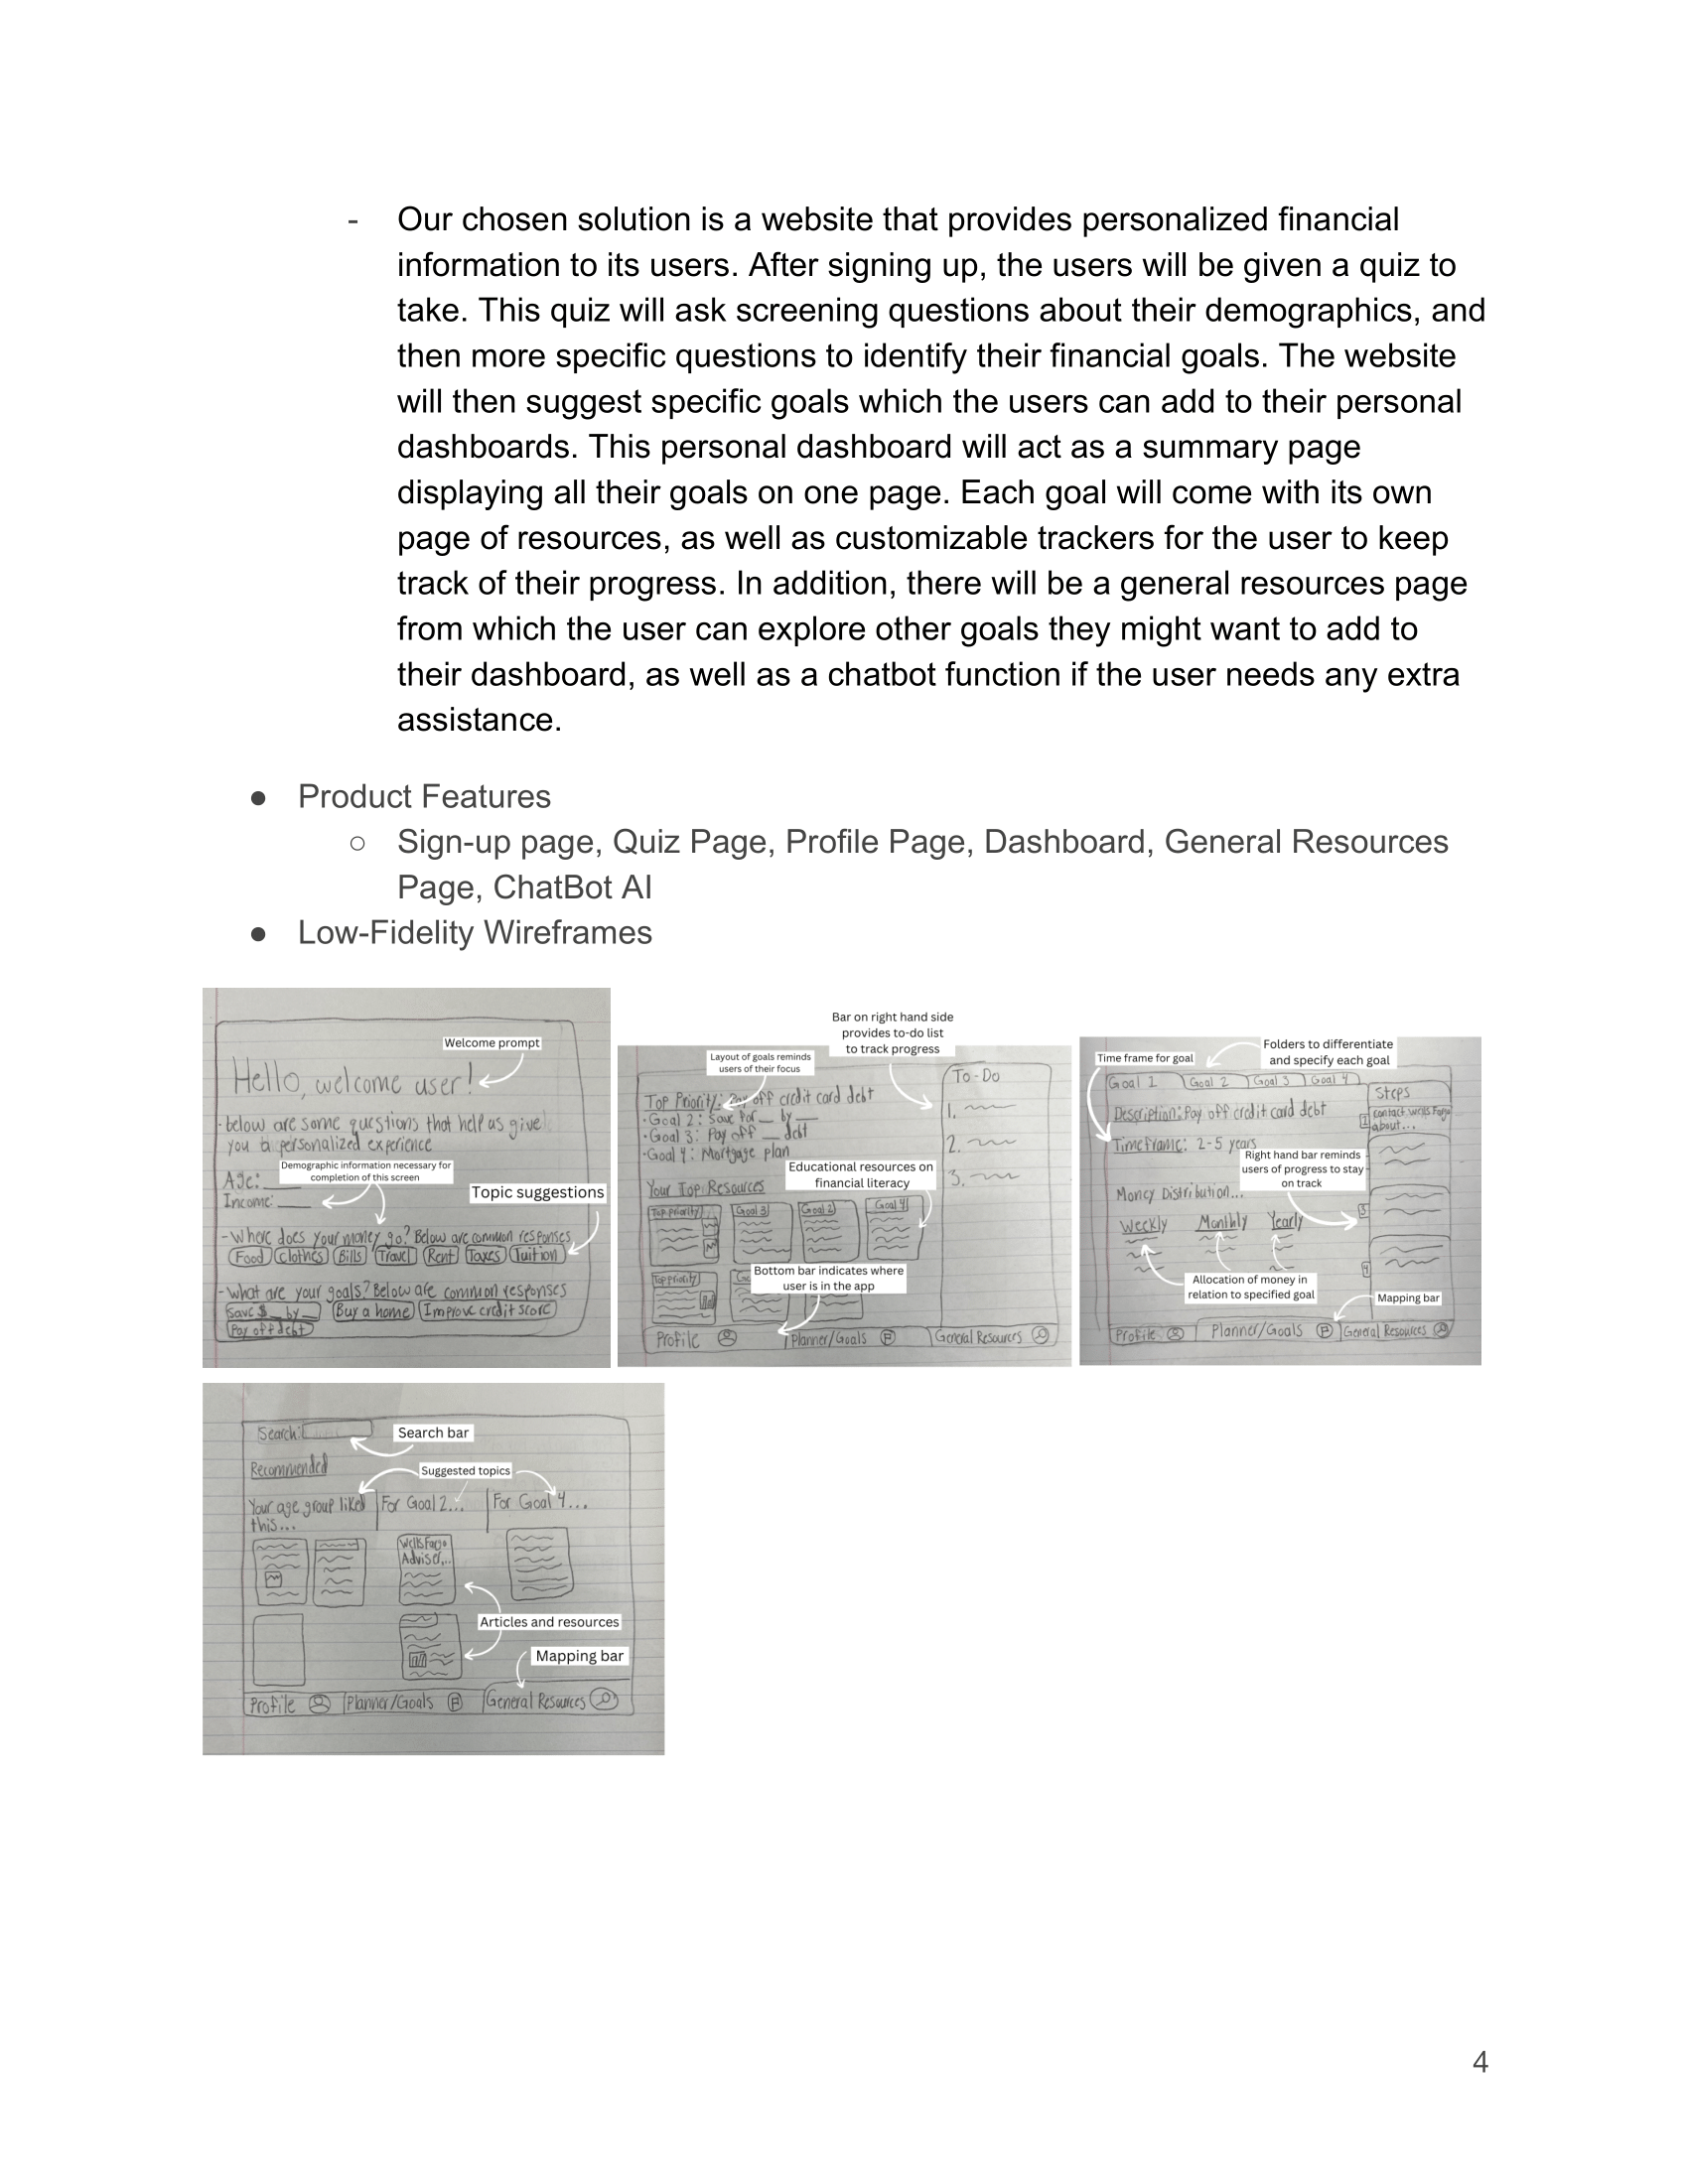 - Our chosen solution is a website that provides personalized financial
information to its users. After signing up, the users will be given a quiz to
take. This quiz will ask screening questions about their demographics, and
then more specific questions to identify their financial goals. The website
will then suggest specific goals which the users can add to their personal
dashboards. This personal dashboard will act as a summary page
displaying all their goals on one page. Each goal will come with its own
page of resources, as well as customizable trackers for the user to keep
track of their progress. In addition, there will be a general resources page
from which the user can explore other goals they might want to add to
their dashboard, as well as a chatbot function if the user needs any extra
assistance.
● Product Features
○ Sign-up page, Quiz Page, Profile Page, Dashboard, General Resources
Page, ChatBot AI
● Low-Fidelity Wireframes
Welcome prompt
Hello, welcome user!
- below are some questions that help us give
you a personalized experience
Demographic information necessary for
completion of this screen
Age:
Income:
Topic suggestions
- Where does your money go? Below are common responses
Food Clothes Bills Travel Rent Taxes Tuition
- What are your goals? Below are common responses
Save $__ by __ Buy a home Improve credit score
Pay off debt
Bar on right hand side
provides to-do list
to track progress
Layout of goals reminds
users of their focus
To-Do
1.
2.
3.
Top Priority: Pay off credit card debt
· Goal 2: Save for __ by __
· Goal 3: Pay off __ debt
· Goal 4: Mortgage plan
Educational resources on
financial literacy
Your Top Resources
Top priority Goal 3 Goal 2 Goal 4
Bottom bar indicates where
user is in the app
Top priority
Profile Planner/Goals P General Resources
Folders to differentiate
and specify each goal
Time frame for goal
Goal 1 Goal 2 Goal 3 Goal 4
Steps
1 contact Wells Fargo
about...
Description: Pay off credit card debt
Timeframe: 2-5 years
Right hand bar reminds
users of progress to stay
on track
Money Distribution...
3
Weekly Monthly Yearly
4
Allocation of money in
relation to specified goal
Mapping bar
Profile Planner/Goals P General Resources
Search:
Search bar
Recommended
Suggested topics
Your age group liked
this...
For Goal 2...
For Goal 4...
Wells Fargo
Adviser...
Articles and resources
Mapping bar
Profile Planner/Goals P General Resources
4